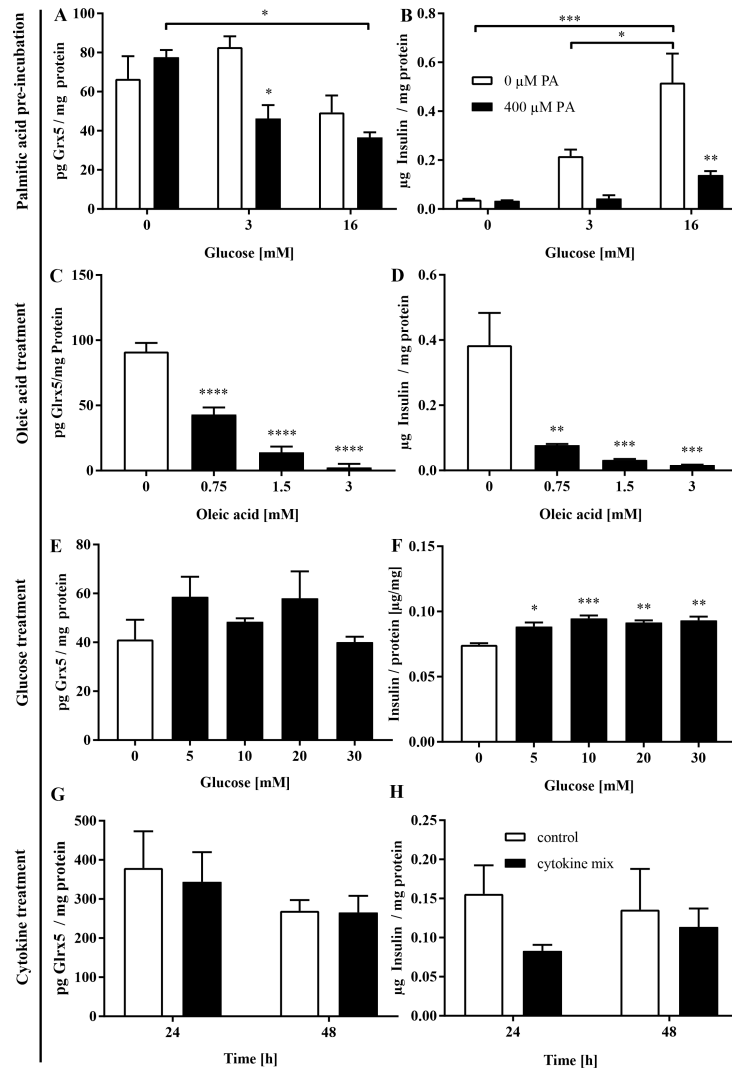 A
B
Palmitic acid pre-incubation
pg Grx5 / mg protein
100
80
60
40
20
0
*
*
0
3
16
Glucose [mM]
µg Insulin / mg protein
0.8
0.6
0.4
0.2
0.0
***
*
0 µM PA
400 µM PA
**
0
3
16
Glucose [mM]
C
D
Oleic acid treatment
pg Glrx5/mg Protein
150
100
50
0
****
****
****
0
0.75
1.5
3
Oleic acid [mM]
µg Insulin / mg protein
0.6
0.4
0.2
0.0
**
***
***
0
0.75
1.5
3
Oleic acid [mM]
E
F
Glucose treatment
pg Grx5 / mg protein
80
60
40
20
0
0
5
10
20
30
Glucose [mM]
Insulin / protein [µg/mg]
0.15
0.10
0.05
0.00
*
***
**
**
0
5
10
20
30
Glucose [mM]
G
H
Cytokine treatment
pg Glrx5 / mg protein
500
400
300
200
100
0
24
48
Time [h]
µg Insulin / mg protein
0.25
0.20
0.15
0.10
0.05
0.00
control
cytokine mix
24
48
Time [h]